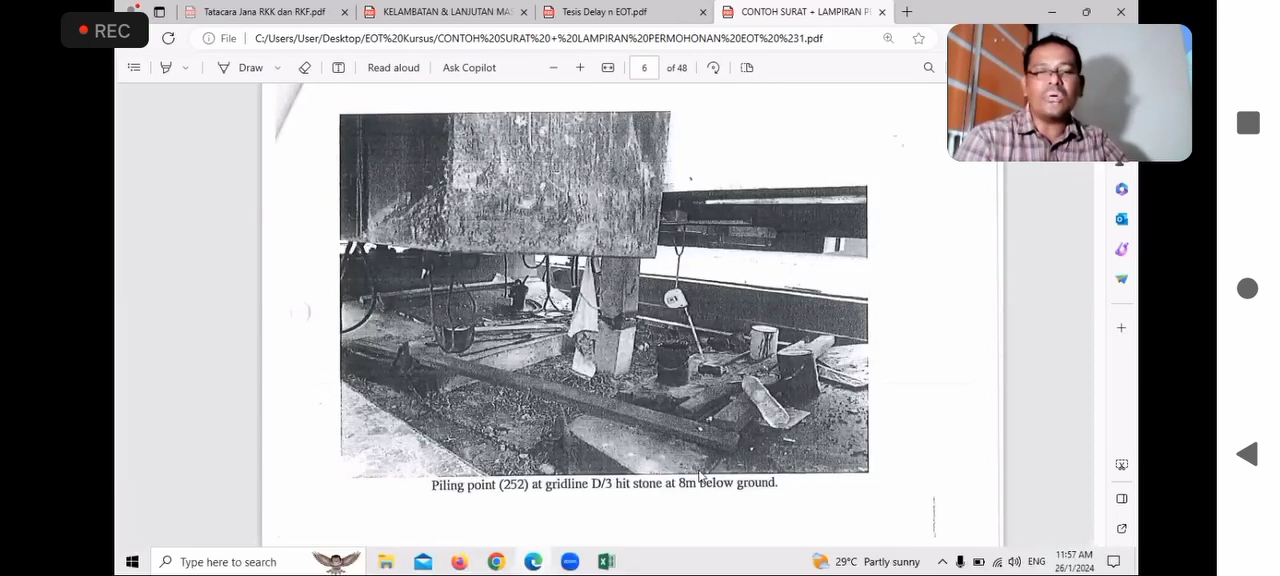 REC
Tatacara Jana RKK dan RKF.pdf
KELAMBATAN & LANJUTAN MAS
Tesis Delay n EOT.pdf
CONTOH SURAT + LAMPIRAN P
File
C:/Users/User/Desktop/EOT%20Kursus/CONTOH%20SURAT%20+%20LAMPIRAN%20PERMOHONAN%20EOT%20%231.pdf
Draw
Read aloud
Ask Copilot
6
of 48
Piling point (252) at gridline D/3 hit stone at 8m below ground.
Type here to search
29°C Partly sunny
ENG
11:57 AM
26/1/2024